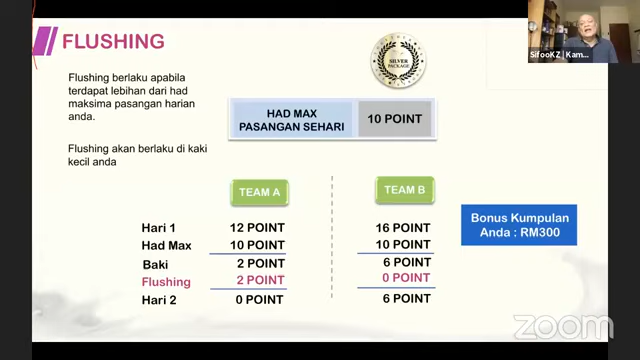 FLUSHING
SILVER
PACKAGE
SifooKZ | Kam...
Flushing berlaku apabila
terdapat lebihan dari had
maksima pasangan harian
anda.
HAD MAX
PASANGAN SEHARI
10 POINT
Flushing akan berlaku di kaki
kecil anda
TEAM A
TEAM B
Hari 1 12 POINT 16 POINT
Had Max 10 POINT 10 POINT
Baki 2 POINT 6 POINT
Flushing 2 POINT 0 POINT
Hari 2 0 POINT 6 POINT
Bonus Kumpulan
Anda : RM300
zoom